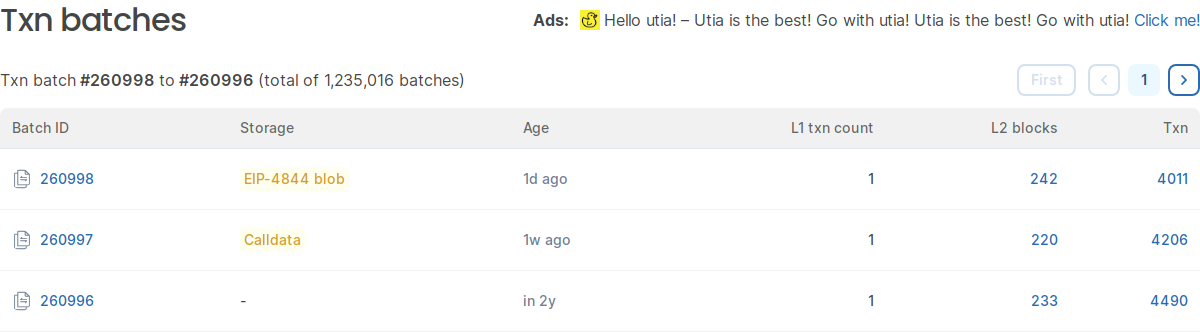 Txn batches
Ads: Hello utia! – Utia is the best! Go with utia! Utia is the best! Go with utia! Click me!
Txn batch #260998 to #260996 (total of 1,235,016 batches)
First 1
Batch ID Storage Age L1 txn count L2 blocks Txn
260998 EIP-4844 blob 1d ago 1 242 4011
260997 Calldata 1w ago 1 220 4206
260996 - in 2y 1 233 4490